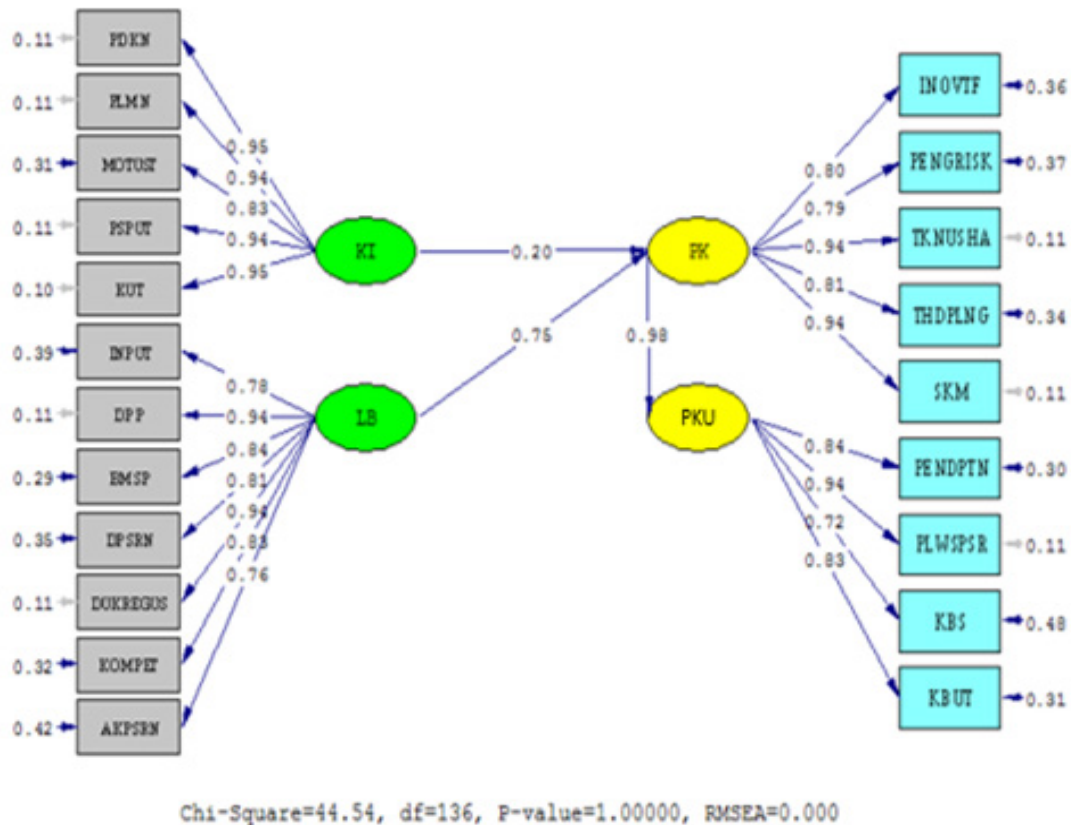 0.11 PDKN
0.11 PLMN
0.31 MOTUST
0.11 PSPUT
0.10 KUT
0.39 INPUT
0.11 DPP
0.29 BMSP
0.35 DPSRN
0.11 DUKREGUS
0.32 KOMPET
0.42 AKPSRN
0.95
0.94
0.83
0.94
0.95
0.78
0.94
0.84
0.81
0.94
0.83
0.76
KI
LB
0.20
0.75
0.98
PK
PKU
0.80
0.79
0.94
0.81
0.94
0.84
0.94
0.72
0.83
INOVTF 0.36
PENGRISK 0.37
TKNUSHA 0.11
THDPLNG 0.34
SKM 0.11
PENDPTN 0.30
PLWSPSR 0.11
KBS 0.48
KBUT 0.31
Chi-Square=44.54, df=136, P-value=1.00000, RMSEA=0.000